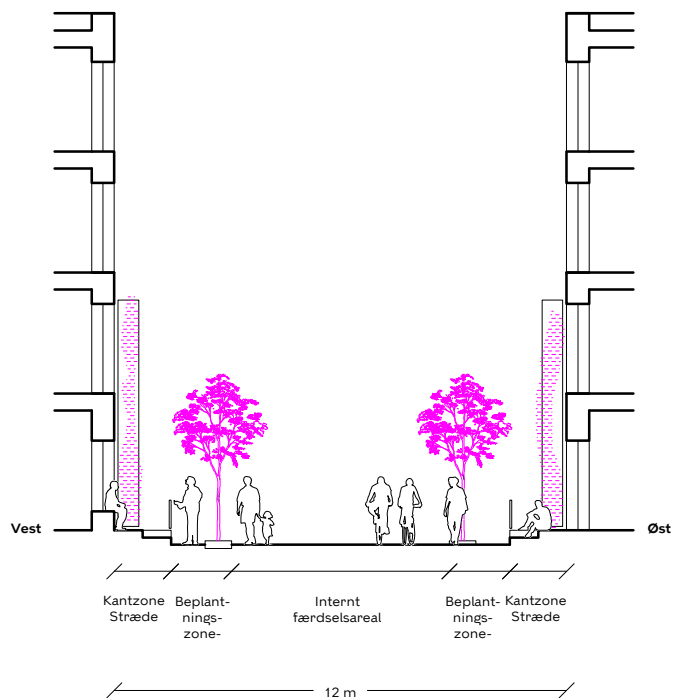 Vest
Øst
Kantzone
Stræde
Beplant-
nings-
zone-
Internt
færdselsareal
Beplant-
nings-
zone-
Kantzone
Stræde
12 m